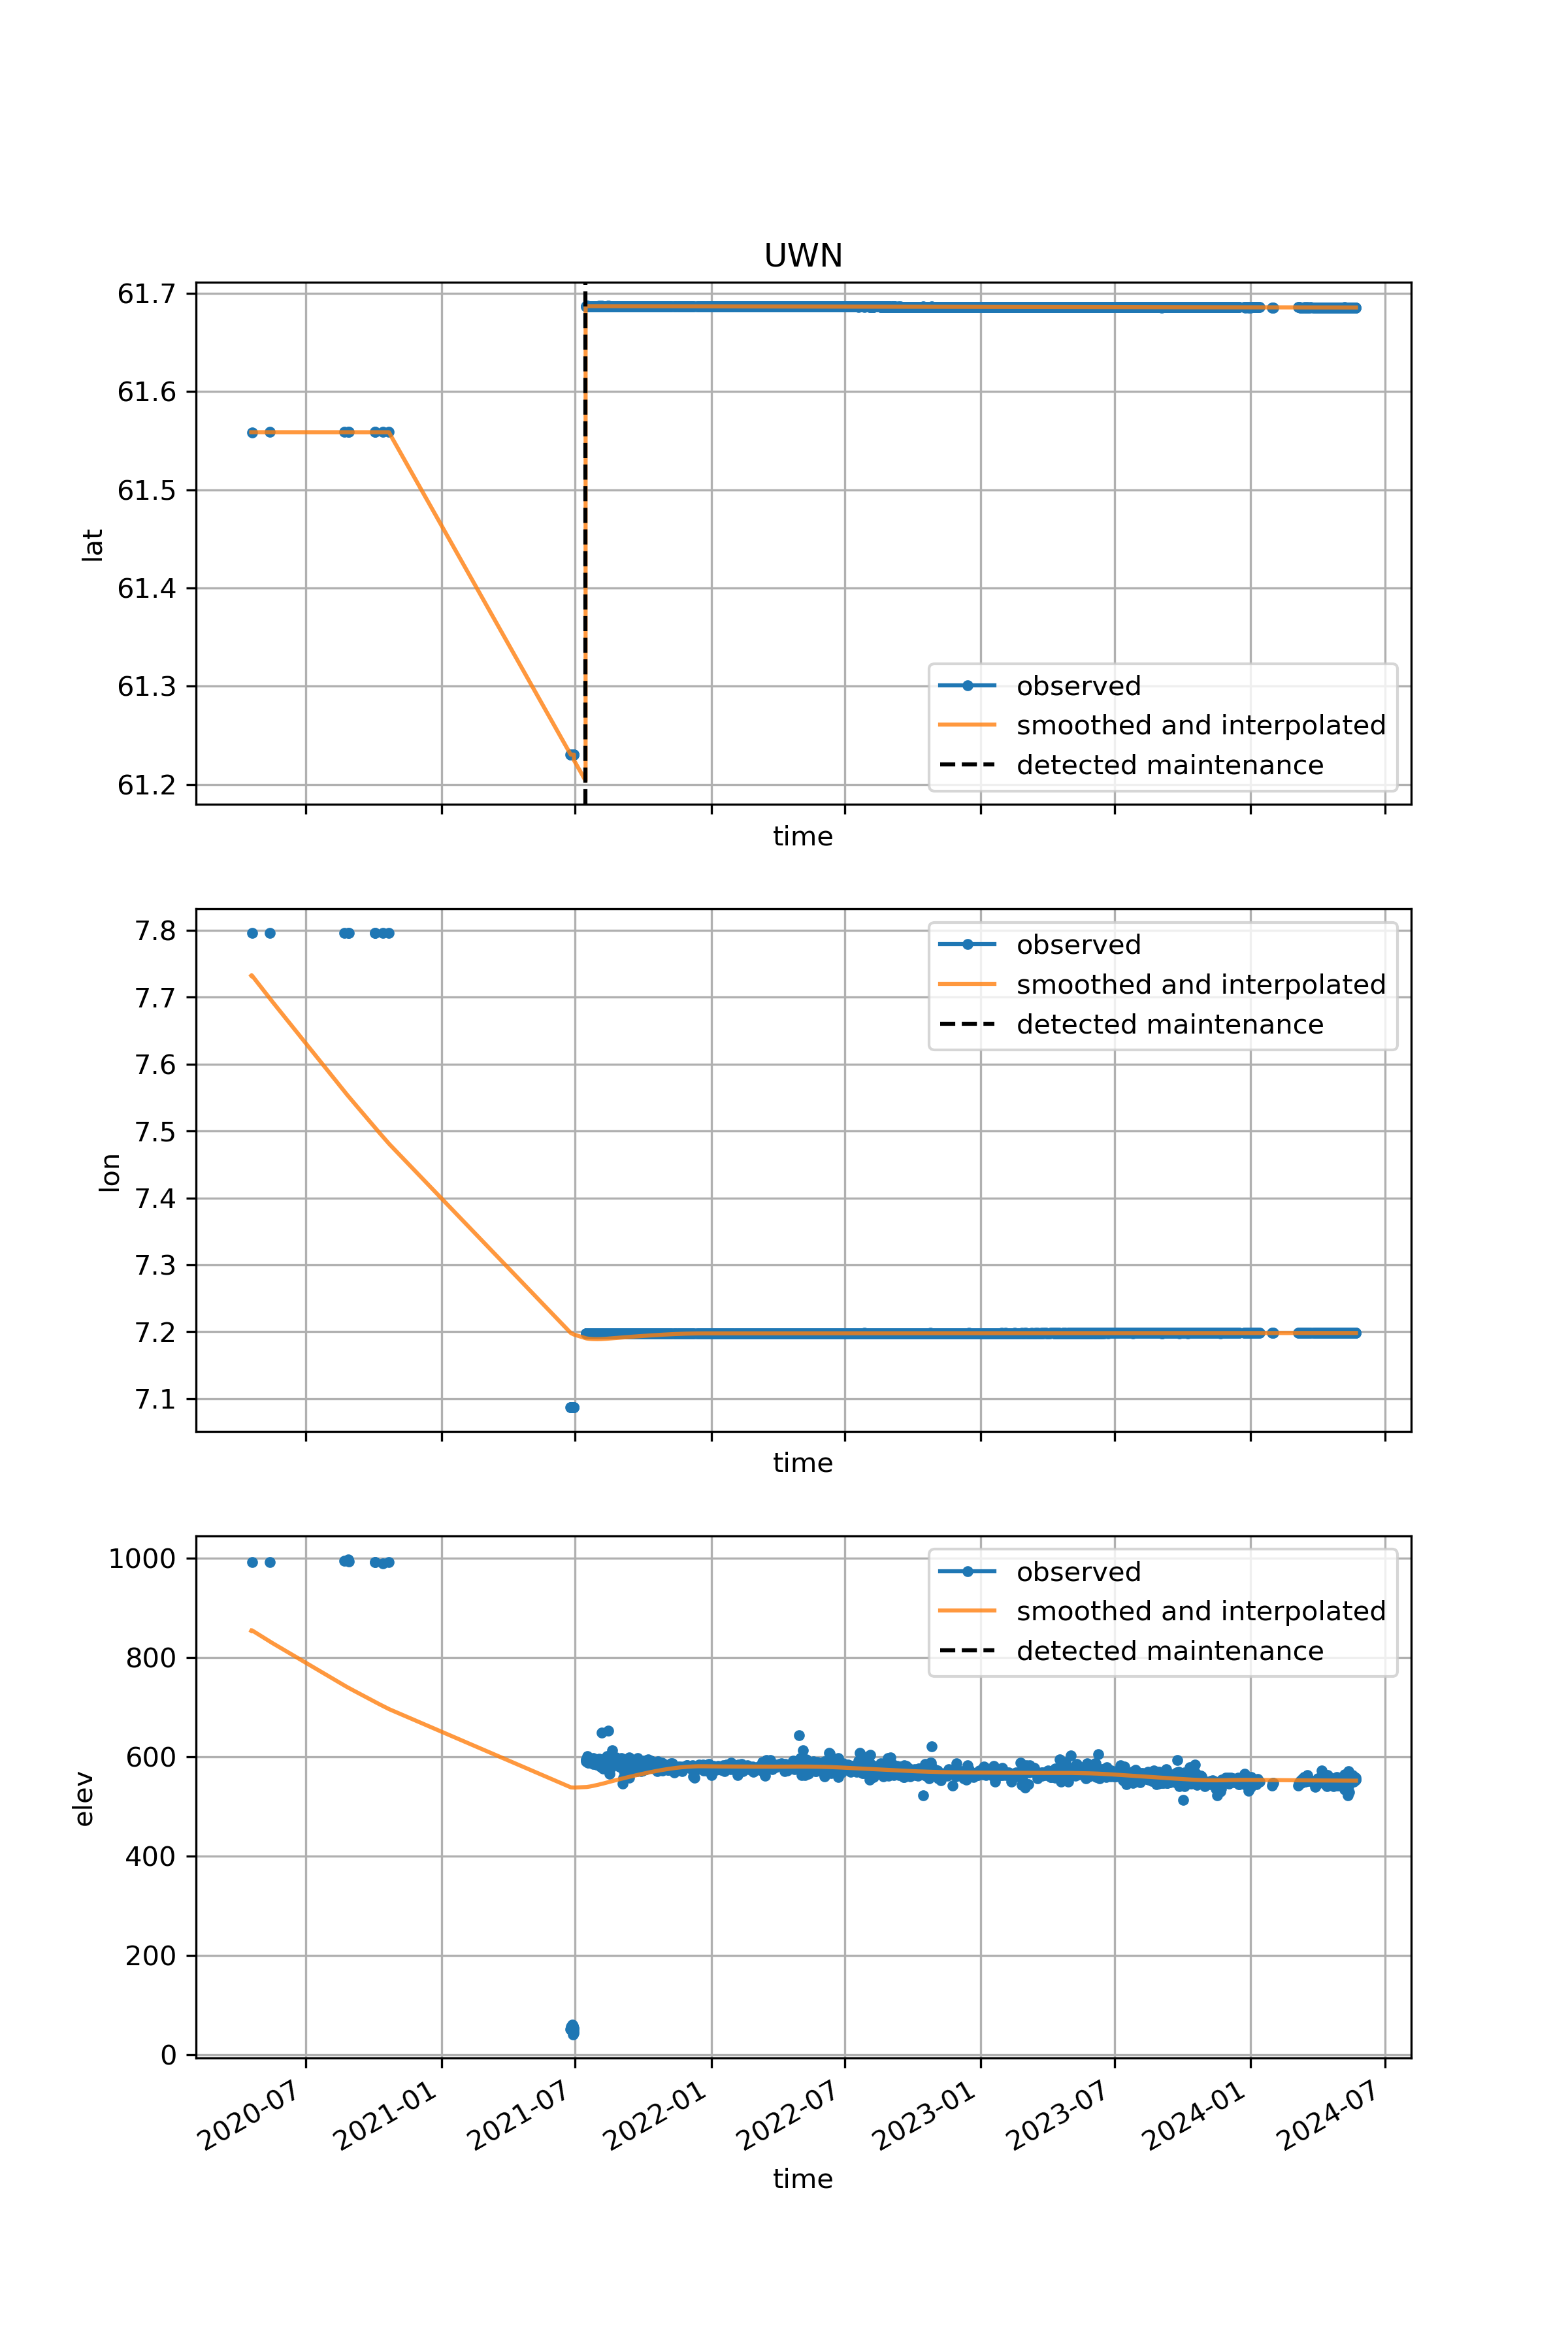 UWN
61.7
61.6
61.5
61.4
61.3
61.2
lat
observed
smoothed and interpolated
detected maintenance
time
7.8
7.7
7.6
7.5
7.4
7.3
7.2
7.1
lon
observed
smoothed and interpolated
detected maintenance
time
1000
800
600
400
200
0
elev
observed
smoothed and interpolated
detected maintenance
2020-07 2021-01 2021-07 2022-01 2022-07 2023-01 2023-07 2024-01 2024-07
time